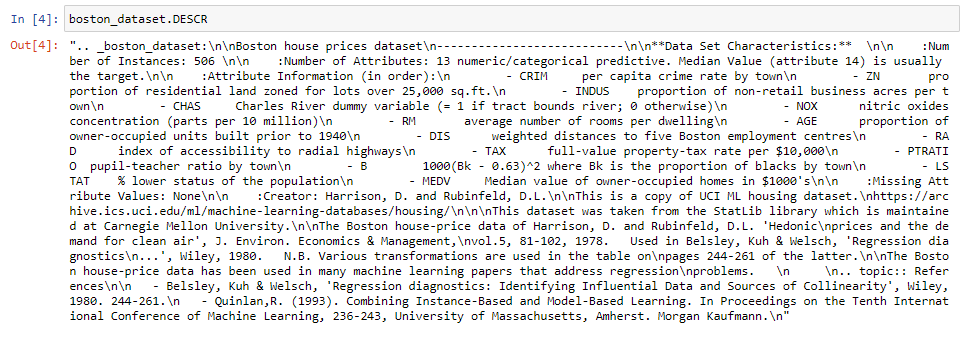 In [4]: boston_dataset.DESCR
Out[4]: ".. _boston_dataset:\n\nBoston house prices dataset\n---------------------------\n\n**Data Set Characteristics:**  \n\n    :Num
ber of Instances: 506 \n\n    :Number of Attributes: 13 numeric/categorical predictive. Median Value (attribute 14) is usually
the target.\n\n    :Attribute Information (in order):\n        - CRIM     per capita crime rate by town\n        - ZN       pro
portion of residential land zoned for lots over 25,000 sq.ft.\n        - INDUS    proportion of non-retail business acres per t
own\n        - CHAS     Charles River dummy variable (= 1 if tract bounds river; 0 otherwise)\n        - NOX      nitric oxides
concentration (parts per 10 million)\n        - RM       average number of rooms per dwelling\n        - AGE      proportion of
owner-occupied units built prior to 1940\n        - DIS      weighted distances to five Boston employment centres\n        - RA
D      index of accessibility to radial highways\n        - TAX      full-value property-tax rate per $10,000\n        - PTRATI
O  pupil-teacher ratio by town\n        - B        1000(Bk - 0.63)^2 where Bk is the proportion of blacks by town\n        - LS
TAT    % lower status of the population\n        - MEDV     Median value of owner-occupied homes in $1000's\n\n    :Missing Att
ribute Values: None\n\n    :Creator: Harrison, D. and Rubinfeld, D.L.\n\nThis is a copy of UCI ML housing dataset.\nhttps://arc
hive.ics.uci.edu/ml/machine-learning-databases/housing/\n\n\nThis dataset was taken from the StatLib library which is maintaine
d at Carnegie Mellon University.\n\nThe Boston house-price data of Harrison, D. and Rubinfeld, D.L. 'Hedonic\nprices and the de
mand for clean air', J. Environ. Economics & Management,\nvol.5, 81-102, 1978.   Used in Belsley, Kuh & Welsch, 'Regression dia
gnostics\n...', Wiley, 1980.   N.B. Various transformations are used in the table on\npages 244-261 of the latter.\n\nThe Bosto
n house-price data has been used in many machine learning papers that address regression\nproblems.   \n     \n.. topic:: Refer
ences\n\n   - Belsley, Kuh & Welsch, 'Regression diagnostics: Identifying Influential Data and Sources of Collinearity', Wiley,
1980. 244-261.\n   - Quinlan,R. (1993). Combining Instance-Based and Model-Based Learning. In Proceedings on the Tenth Internat
ional Conference of Machine Learning, 236-243, University of Massachusetts, Amherst. Morgan Kaufmann.\n"